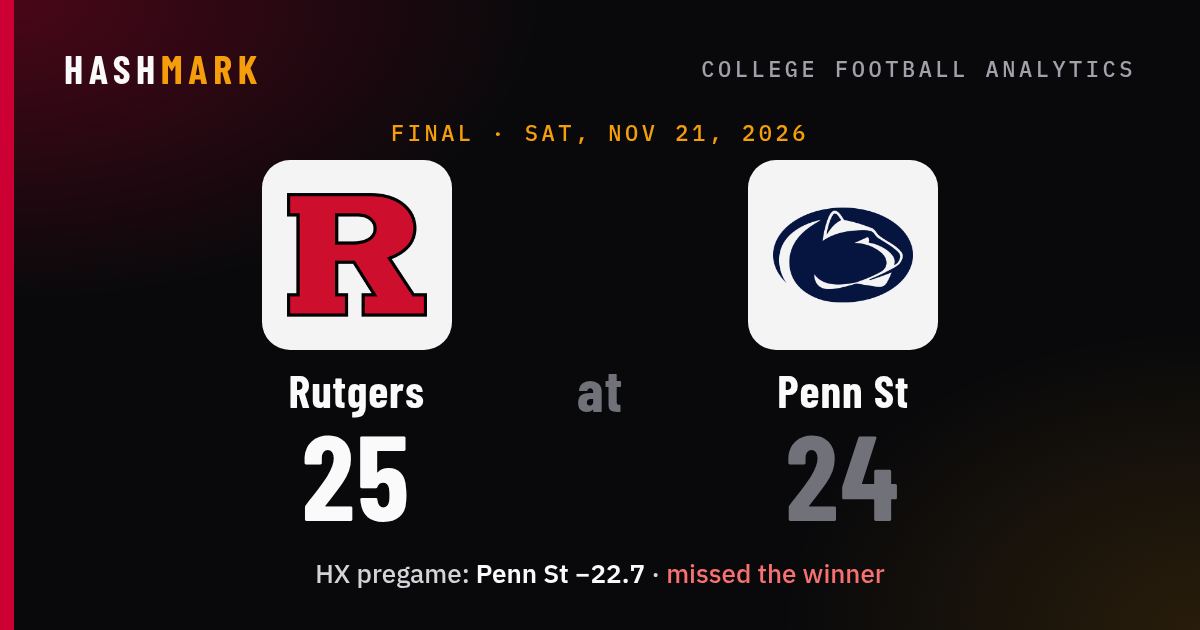 HASHMARK
COLLEGE FOOTBALL ANALYTICS
FINAL · SAT, NOV 21, 2026
R
Rutgers at Penn St
25 24
HX pregame: Penn St −22.7 · missed the winner